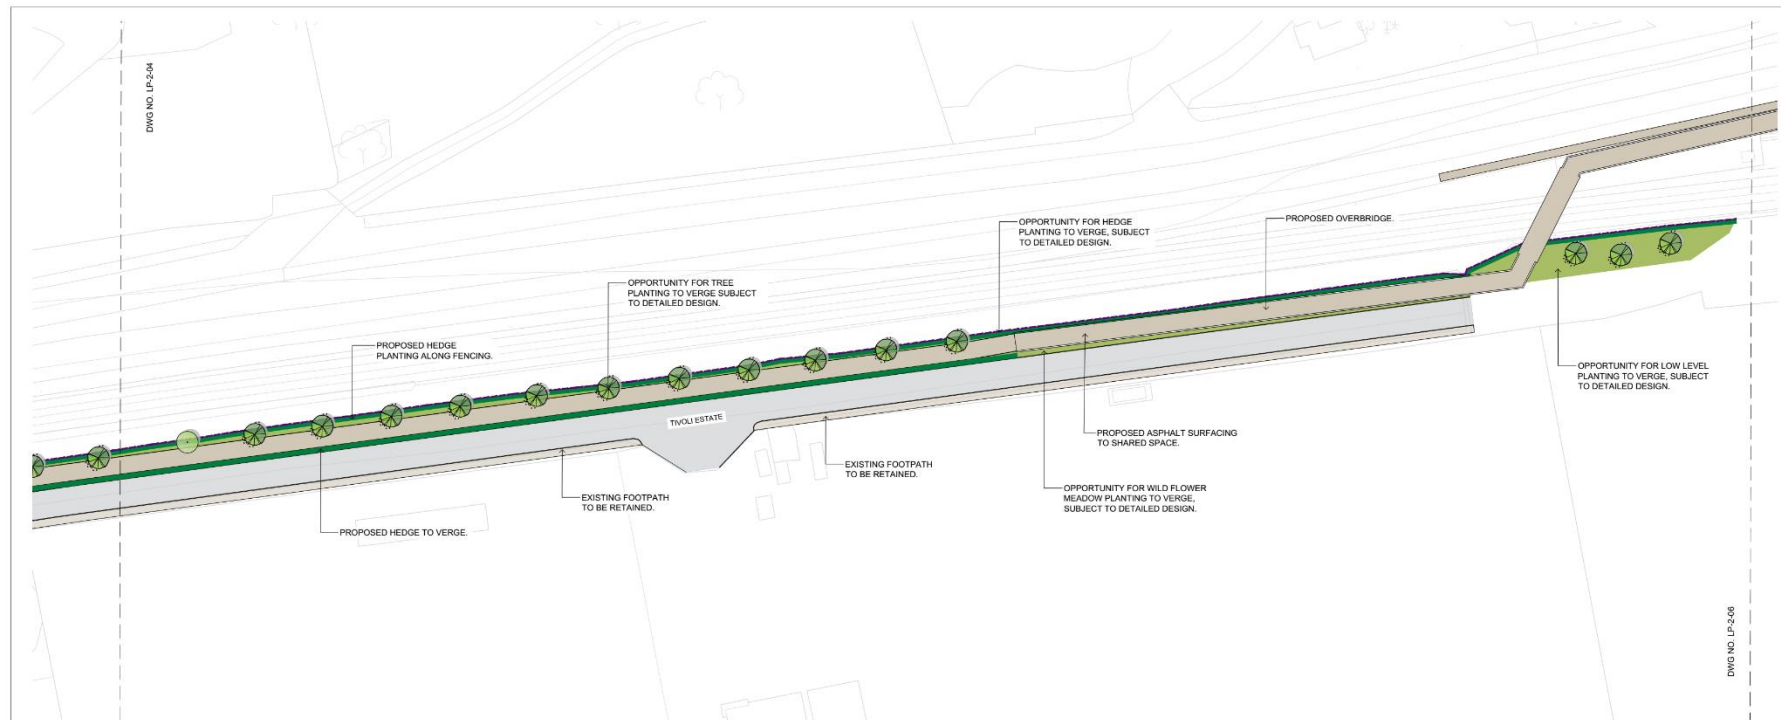 DWG NO. LP-2-04
OPPORTUNITY FOR HEDGE
PLANTING TO VERGE, SUBJECT
TO DETAILED DESIGN.
PROPOSED OVERBRIDGE.
OPPORTUNITY FOR TREE
PLANTING TO VERGE SUBJECT
TO DETAILED DESIGN.
PROPOSED HEDGE
PLANTING ALONG FENCING.
OPPORTUNITY FOR LOW LEVEL
PLANTING TO VERGE, SUBJECT
TO DETAILED DESIGN.
TIVOLI ESTATE
PROPOSED ASPHALT SURFACING
TO SHARED SPACE.
EXISTING FOOTPATH
TO BE RETAINED.
OPPORTUNITY FOR WILD FLOWER
MEADOW PLANTING TO VERGE,
SUBJECT TO DETAILED DESIGN.
EXISTING FOOTPATH
TO BE RETAINED.
PROPOSED HEDGE TO VERGE.
DWG NO. LP-2-06